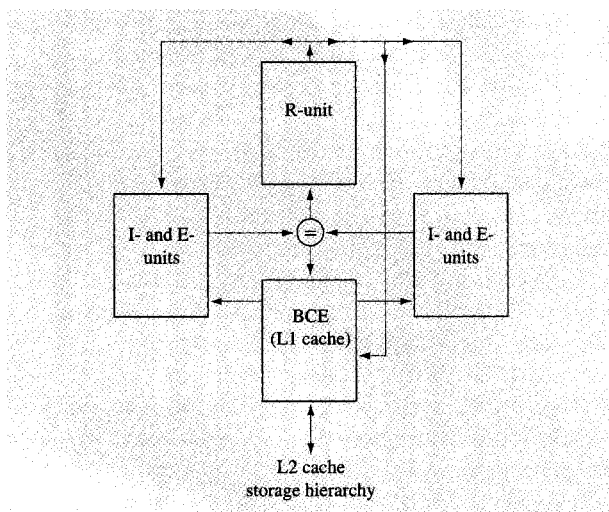 R-unit
I- and E-
units
=
I- and E-
units
BCE
(L1 cache)
L2 cache
storage hierarchy